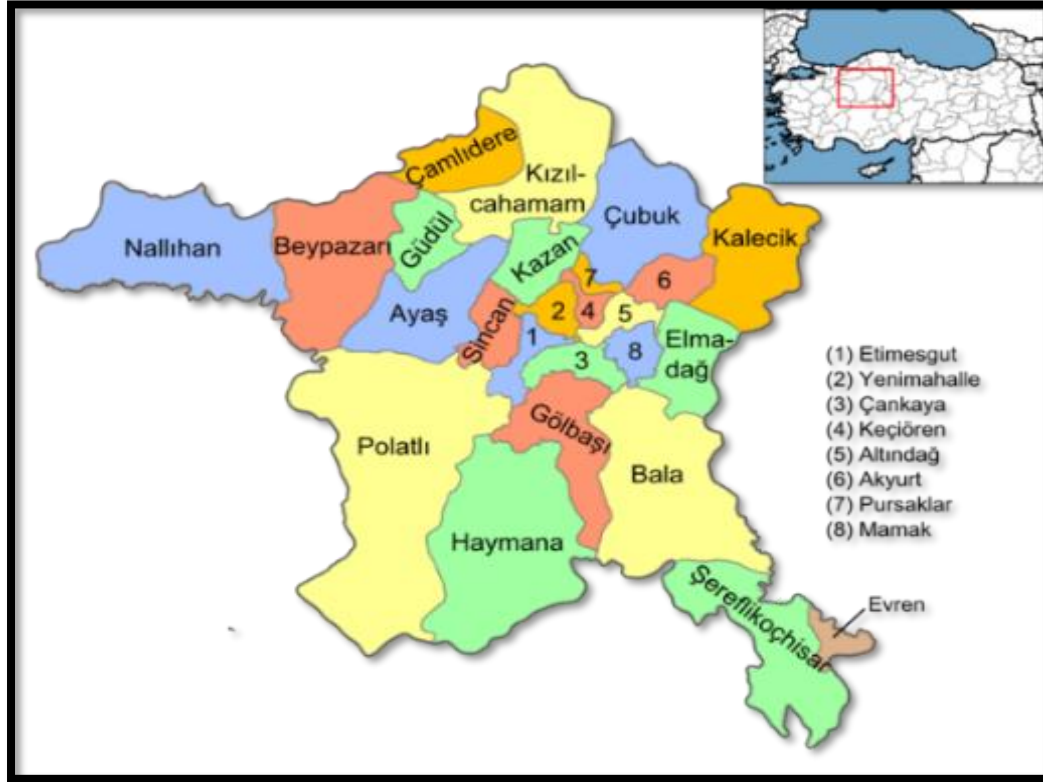 Çamlıdere
Kızıl-
cahamam
Nallıhan
Beypazarı
Güdül
Kazan
Çubuk
Kalecik
Ayaş
Sincan
7
6
2
4
5
1
3
8
Elma-
dağ
Polatlı
Gölbaşı
Bala
Haymana
Şereflikoçhisar
Evren
(1) Etimesgut
(2) Yenimahalle
(3) Çankaya
(4) Keçiören
(5) Altındağ
(6) Akyurt
(7) Pursaklar
(8) Mamak